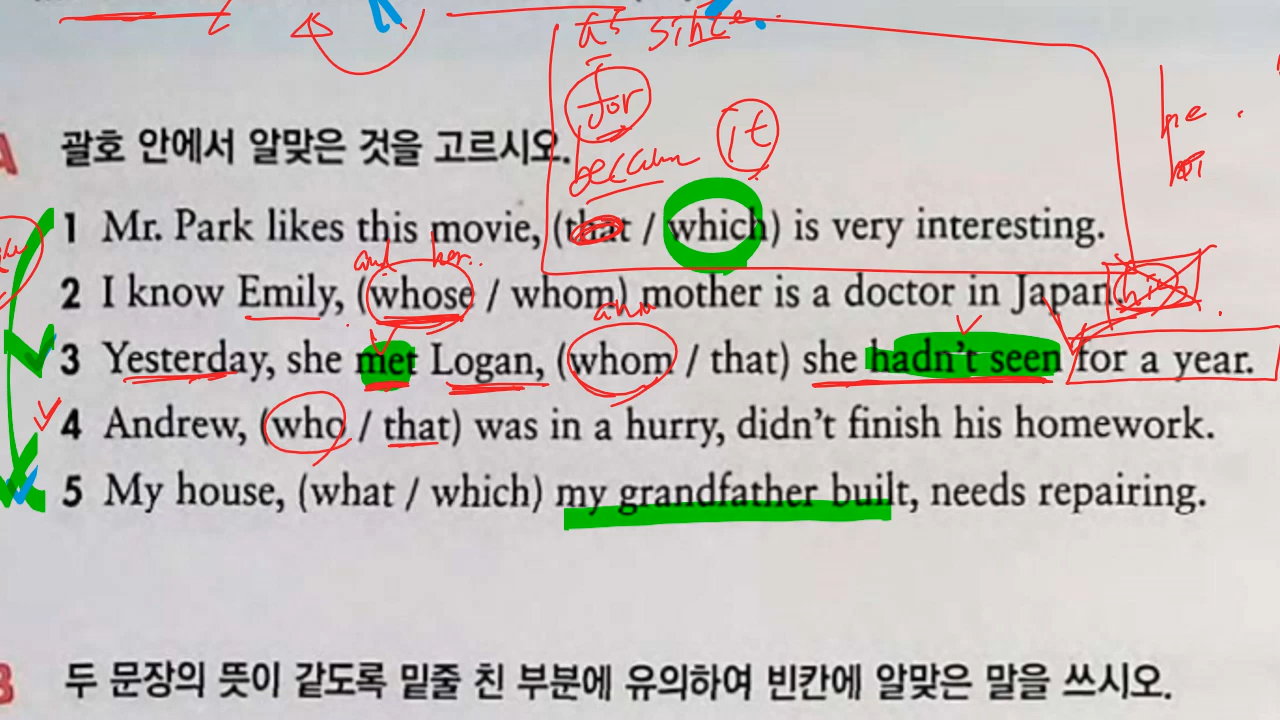 as since
for
it
because
he
A 괄호 안에서 알맞은 것을 고르시오.
1 Mr. Park likes this movie, (that / which) is very interesting.
and her
2 I know Emily, (whose / whom) mother is a doctor in Japan.
3 Yesterday, she met Logan, (whom / that) she hadn't seen for a year.
4 Andrew, (who / that) was in a hurry, didn't finish his homework.
5 My house, (what / which) my grandfather built, needs repairing.
B 두 문장의 뜻이 같도록 밑줄 친 부분에 유의하여 빈칸에 알맞은 말을 쓰시오.